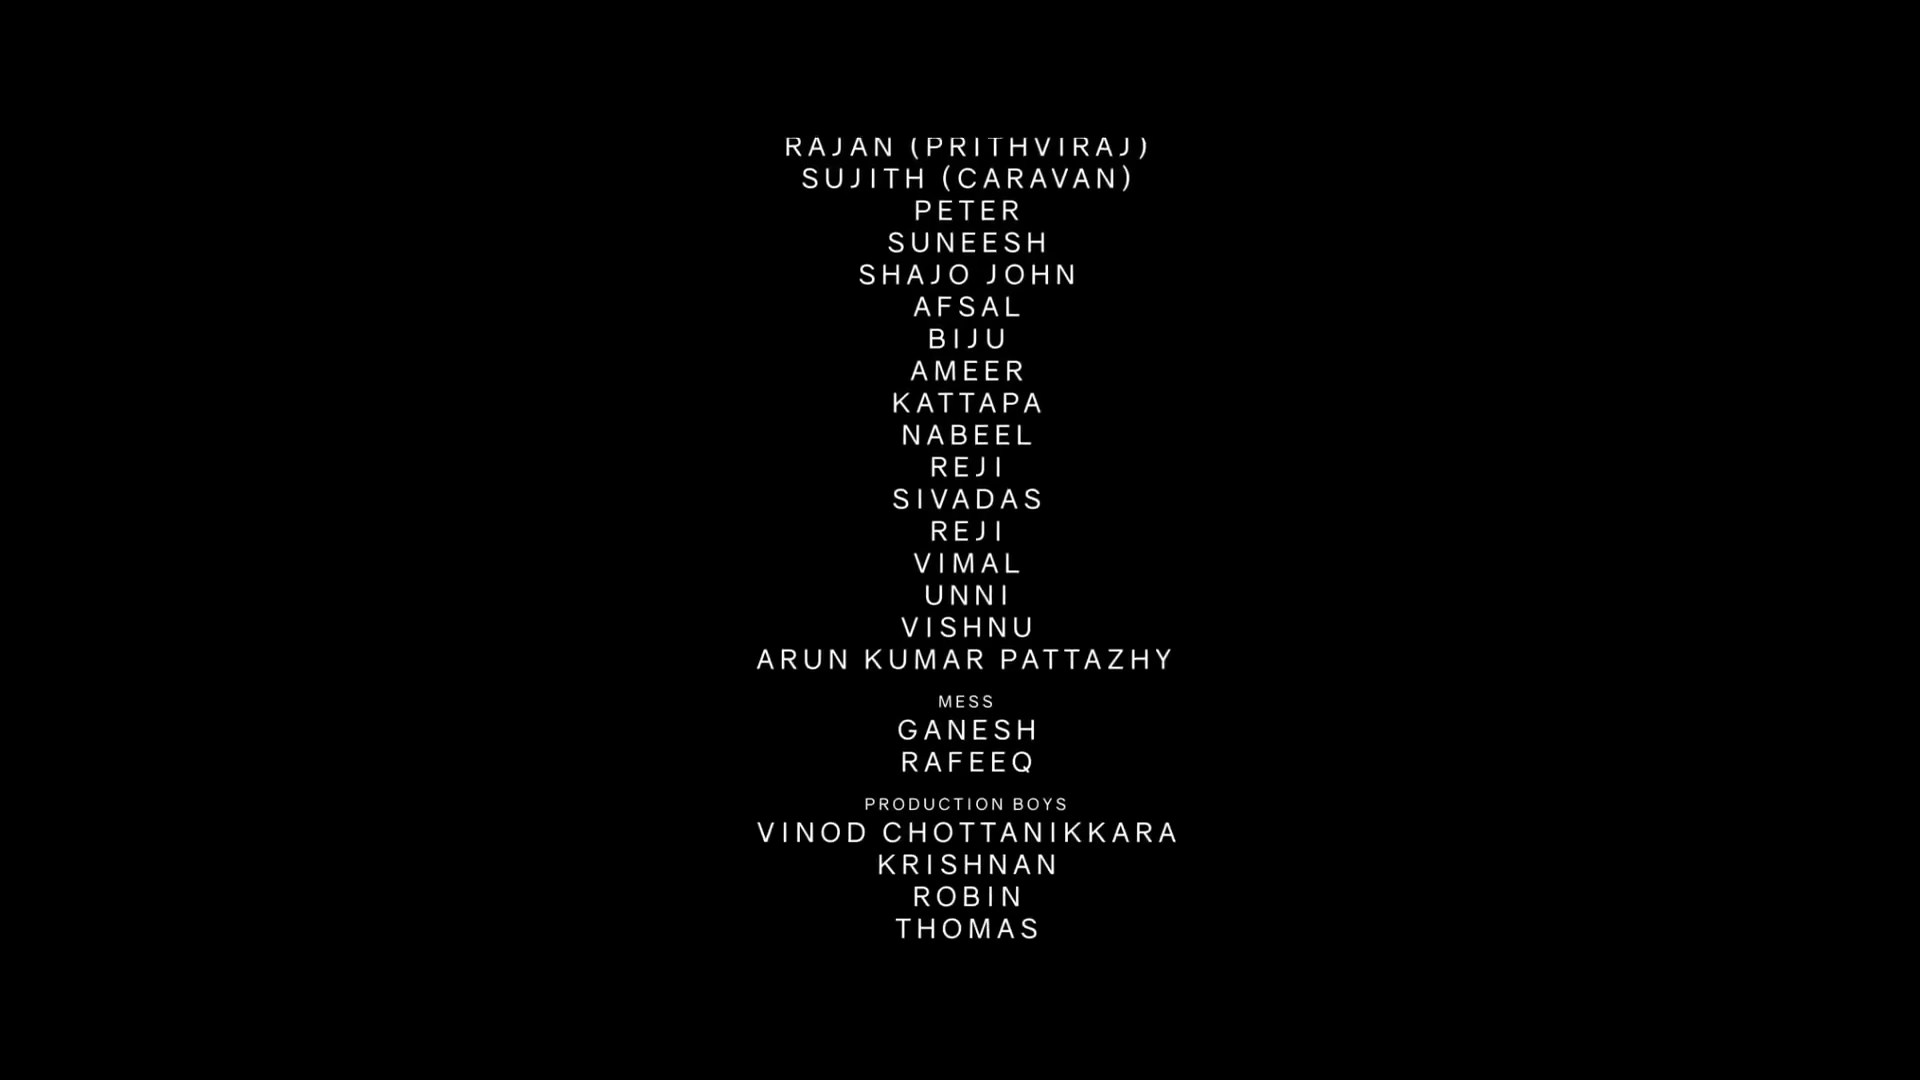 RAJAN (PRITHVIRAJ)
SUJITH (CARAVAN)
PETER
SUNEESH
SHAJO JOHN
AFSAL
BIJU
AMEER
KATTAPA
NABEEL
REJI
SIVADAS
REJI
VIMAL
UNNI
VISHNU
ARUN KUMAR PATTAZHY
MESS
GANESH
RAFEEQ
PRODUCTION BOYS
VINOD CHOTTANIKKARA
KRISHNAN
ROBIN
THOMAS